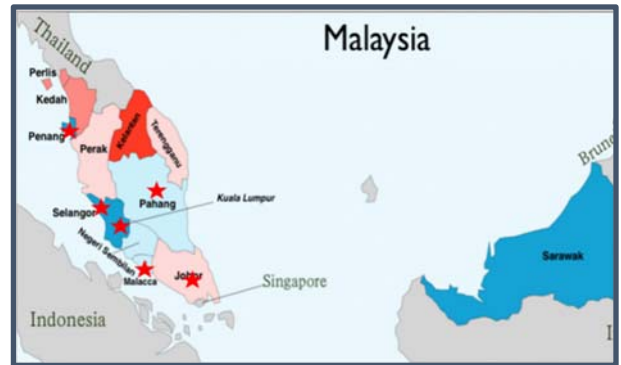 Malaysia
Thailand
Perlis
Kedah
Penang
Perak
Kelantan
Terengganu
Pahang
Kuala Lumpur
Selangor
Negeri Sembilan
Malacca
Johor
Singapore
Indonesia
Sarawak